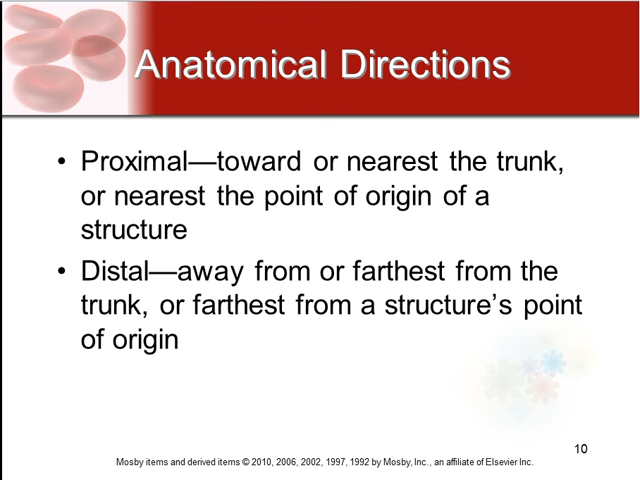 Anatomical Directions
• Proximal—toward or nearest the trunk,
or nearest the point of origin of a
structure
• Distal—away from or farthest from the
trunk, or farthest from a structure’s point
of origin
10
Mosby items and derived items © 2010, 2006, 2002, 1997, 1992 by Mosby, Inc., an affiliate of Elsevier Inc.